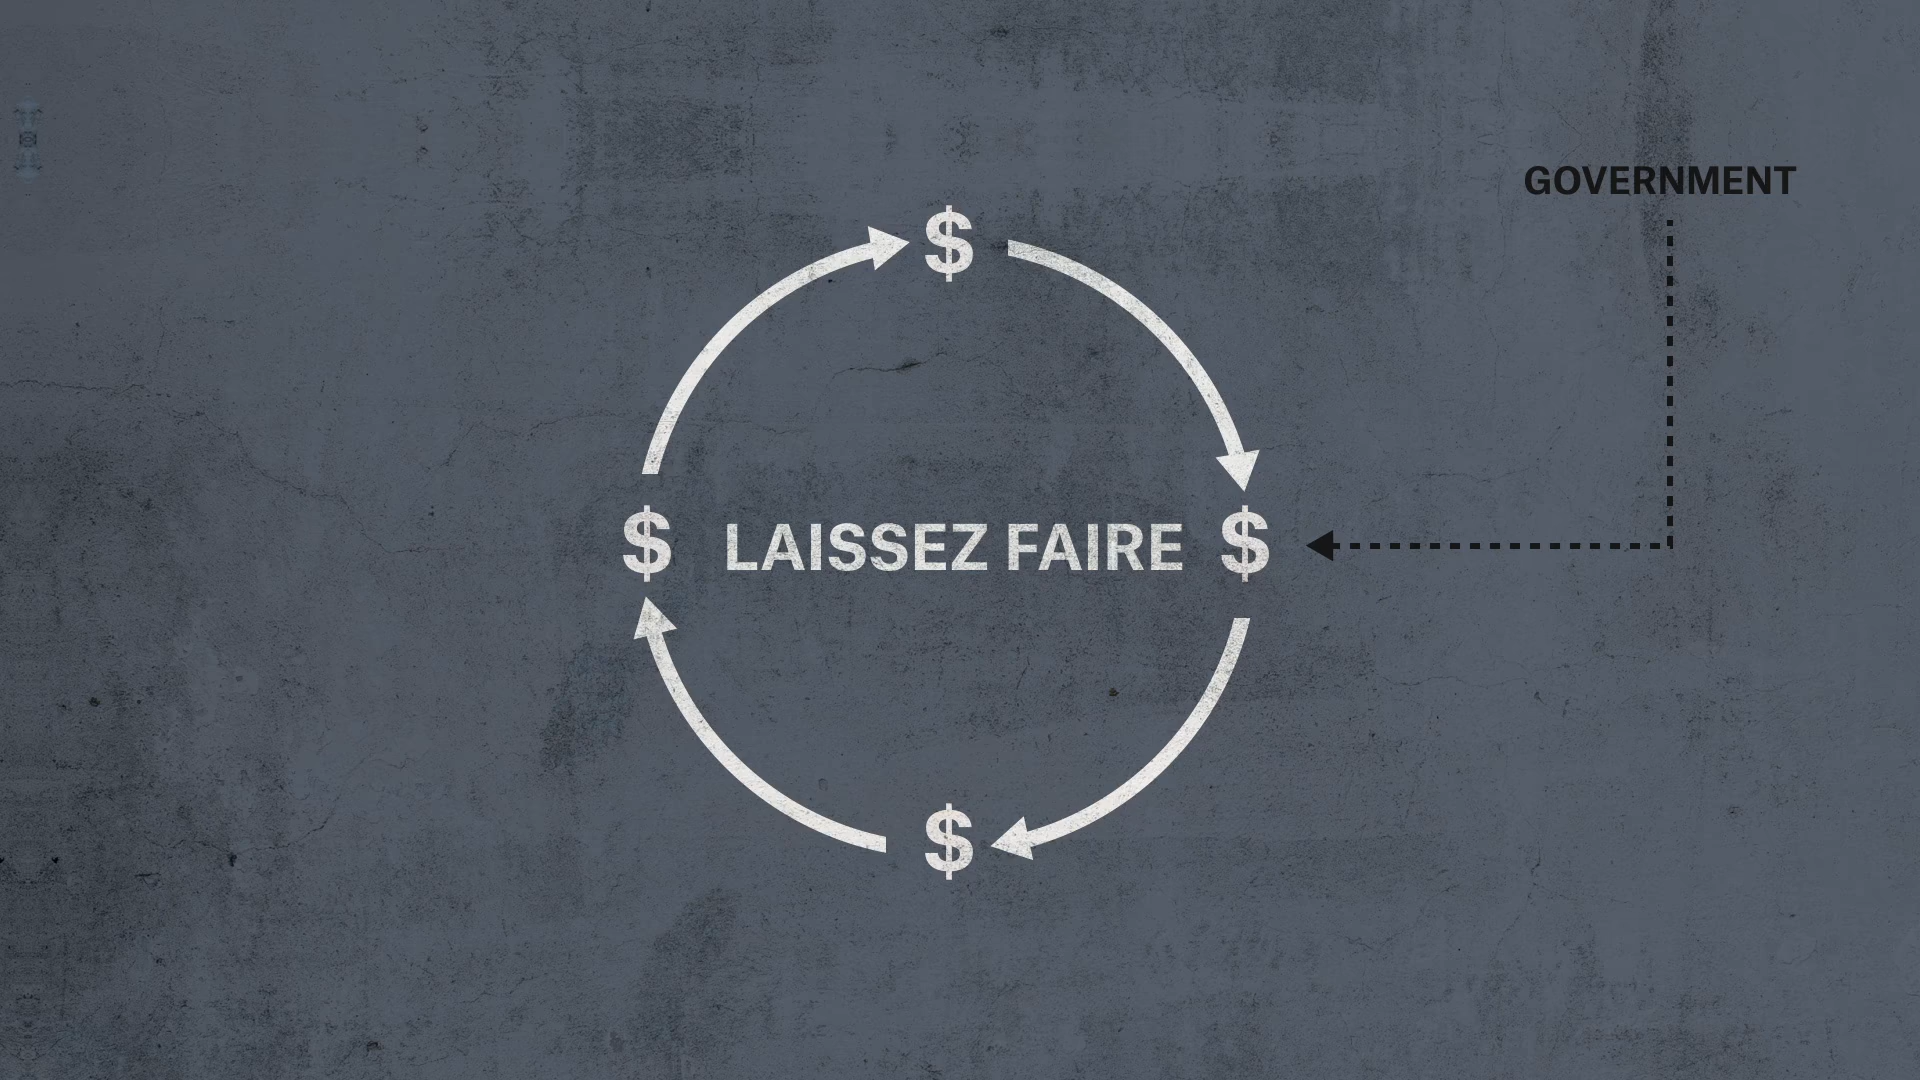 GOVERNMENT
$
$ LAISSEZ FAIRE $
$